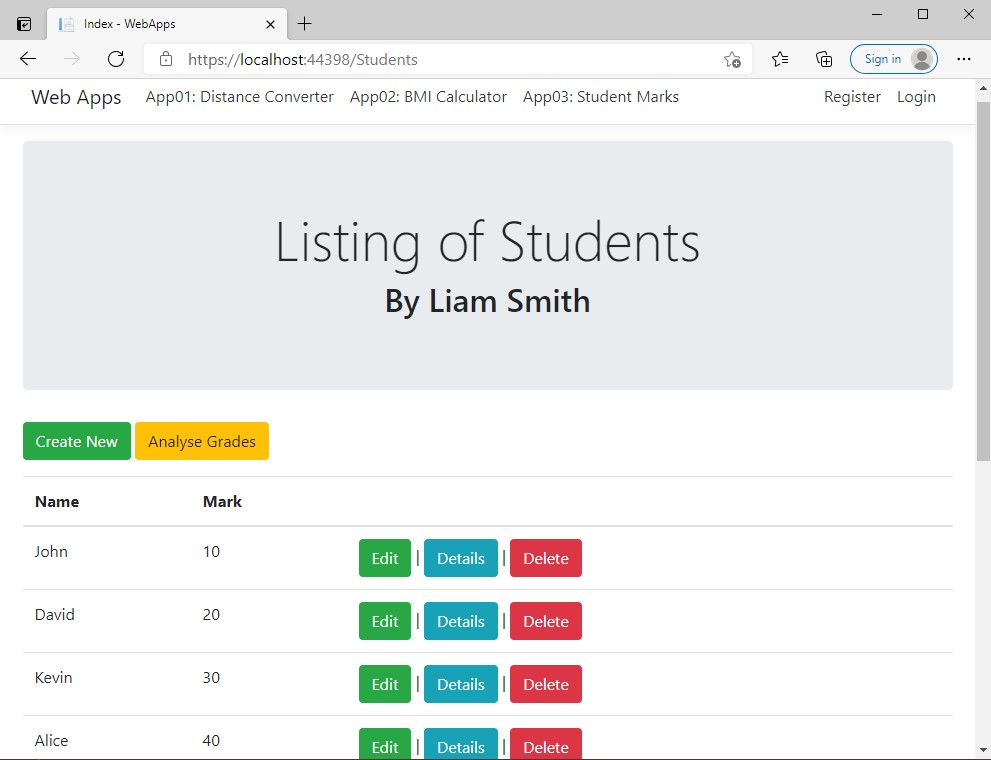 Index - WebApps
https://localhost:44398/Students
Sign in
Web Apps App01: Distance Converter App02: BMI Calculator App03: Student Marks Register Login
Listing of Students
By Liam Smith
Create New Analyse Grades
Name Mark
John 10 Edit | Details | Delete
David 20 Edit | Details | Delete
Kevin 30 Edit | Details | Delete
Alice 40 Edit | Details | Delete